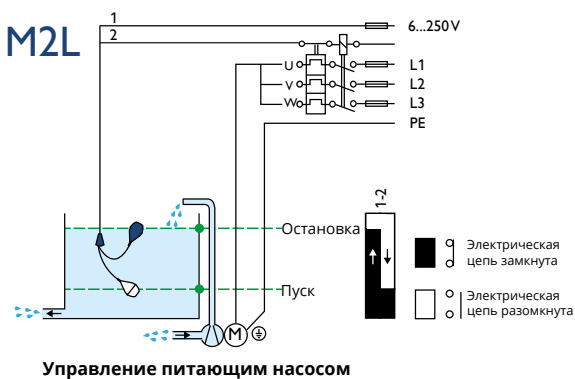 M2L
1
2
6...250 V
U
V
W
L1
L2
L3
PE
Остановка
Пуск
M
1-2
Электрическая
цепь замкнута
Электрическая
цепь разомкнута
Управление питающим насосом